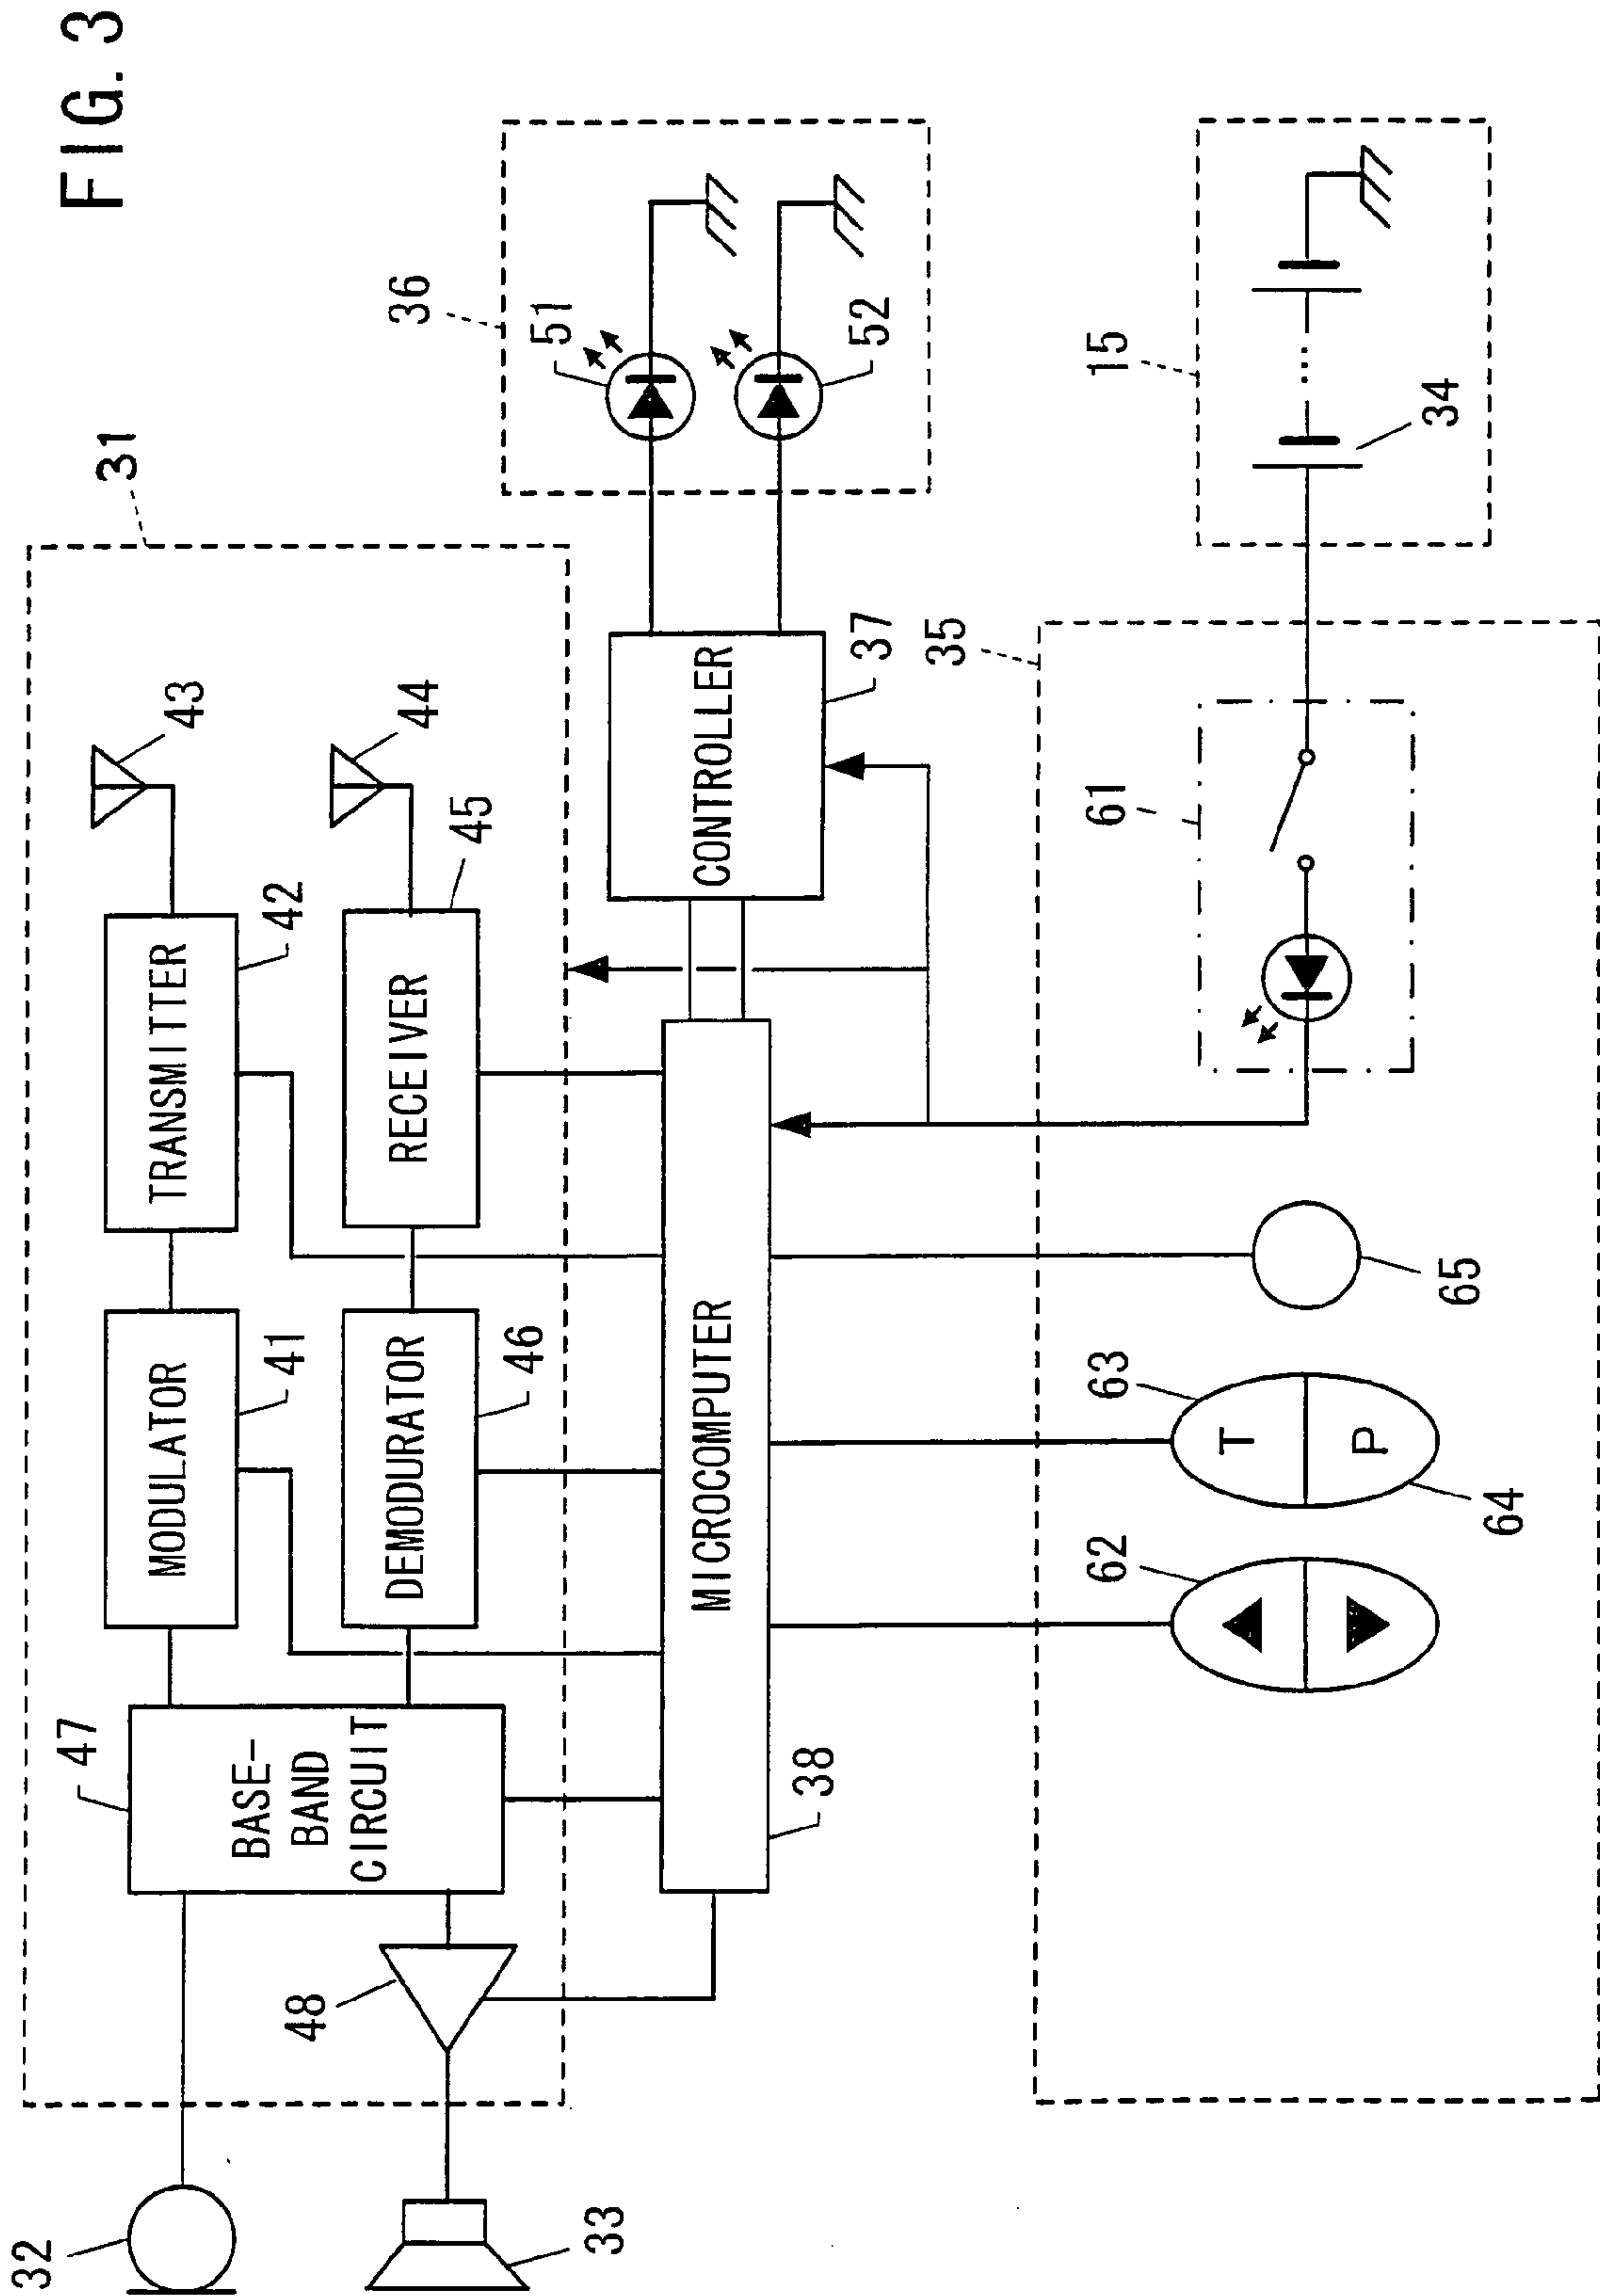 FIG. 3
31
43
42
TRANSMITTER
41
MODULATOR
44
45
RECEIVER
46
DEMODURATOR
47
BASE-
BAND
CIRCUIT
48
32
33
36
51
52
37
CONTROLLER
MICROCOMPUTER
38
35
61
15
34
65
63
T
P
64
62